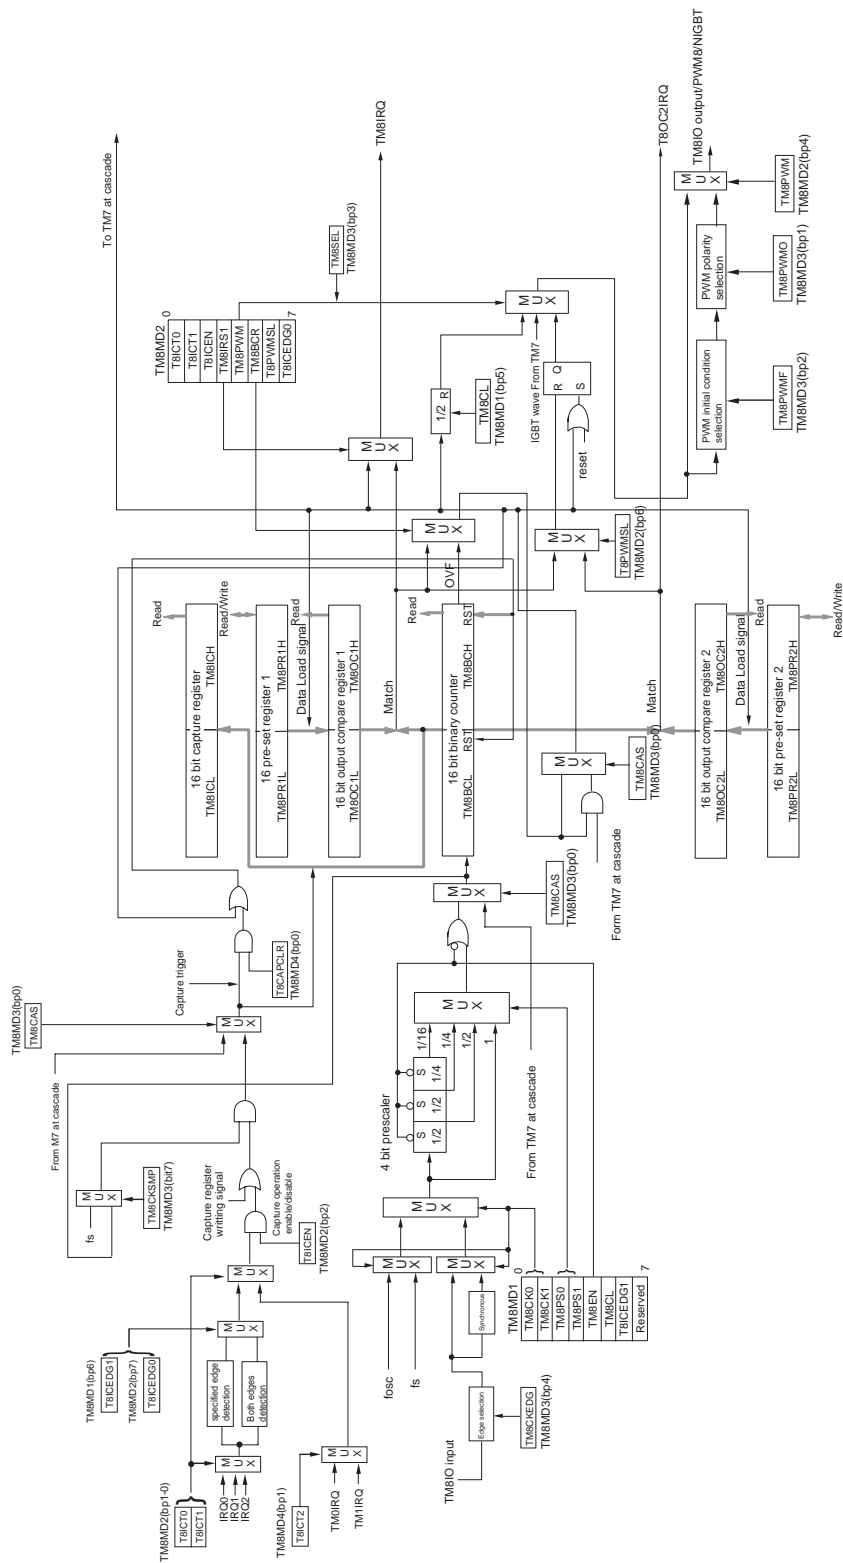 TM8MD2(bp1-0)
T8ICT0
T8ICT1
IRQ0
IRQ1
IRQ2
M U X
TM8MD1(bp6)
T8ICEDG1
TM8MD2(bp7)
T8ICEDG0
specified edge detection
Both edges detection
M U X
TM8MD4(bp1)
T8ICT2
TM0IRQ
TM1IRQ
M U X
M U X
T8ICEN
TM8MD2(bp2)
Capture operation enable/disable
Capture register writting signal
fs
M U X
TM8CKSMP
TM8MD3(bit7)
From M7 at cascade
TM8MD3(bp0)
TM8CAS
M U X
Capture trigger
T8CAPCLR
TM8MD4(bp0)
16 bit capture register
TM8ICL
TM8ICH
Read
16 bit pre-set register 1
TM8PR1L
TM8PR1H
Read/Write
Data Load signal
16 bit output compare register 1
TM8OC1L
TM8OC1H
Read
Match
16 bit binary counter
TM8BCL
TM8BCH
RST
RST
Read
OVF
TM8IO input
Edge selection
TM8CKEDG
TM8MD3(bp4)
Synchronous
fosc
fs
M U X
M U X
M U X
TM8MD1
0
TM8CK0
TM8CK1
TM8PS0
TM8PS1
TM8EN
TM8CL
T8ICEDG1
Reserved
7
4 bit prescaler
S
1/2
S
1/2
S
1/4
1/16
1/4
1/2
1
M U X
From TM7 at cascade
M U X
TM8CAS
TM8MD3(bp0)
Form TM7 at cascade
M U X
TM8CAS
TM8MD3(bp0)
Match
16 bit output compare register 2
TM8OC2L
TM8OC2H
Read
Data Load signal
16 bit pre-set register 2
TM8PR2L
TM8PR2H
Read/Write
M U X
M U X
T8PWMSL
TM8MD2(bp6)
TM8MD2
0
T8ICT0
T8ICT1
T8ICEN
TM8IRS1
TM8PWM
TM8BCR
T8PWMSL
T8ICEDG0
7
M U X
1/2 R
TM8CL
TM8MD1(bp5)
reset
R Q
S
IGBT wave From TM7
TM8SEL
TM8MD3(bp3)
M U X
To TM7 at cascade
TM8IRQ
T8OC2IRQ
PWM initial condition selection
TM8PWMF
TM8MD3(bp2)
PWM polarity selection
TM8PWMO
TM8MD3(bp1)
M U X
TM8PWM
TM8MD2(bp4)
TM8IO output/PWM8/NIGBT